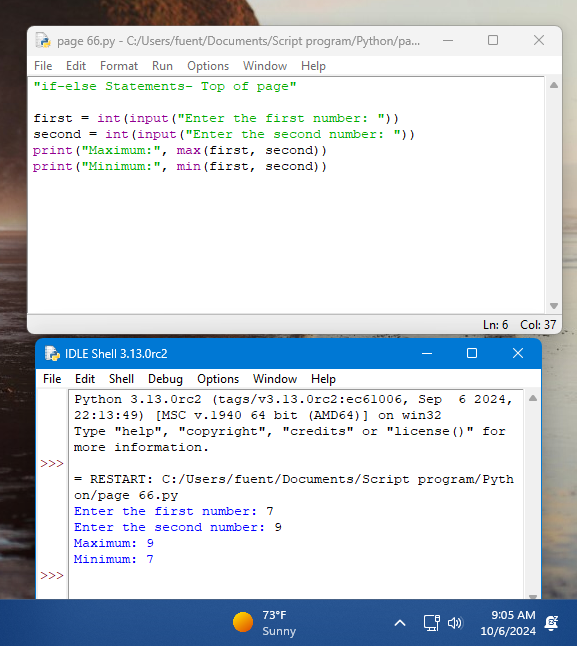 page 66.py - C:/Users/fuent/Documents/Script program/Python/pa...
File Edit Format Run Options Window Help
"if-else Statements- Top of page"
first = int(input("Enter the first number: "))
second = int(input("Enter the second number: "))
print("Maximum:", max(first, second))
print("Minimum:", min(first, second))
Ln: 6 Col: 37
IDLE Shell 3.13.0rc2
File Edit Shell Debug Options Window Help
Python 3.13.0rc2 (tags/v3.13.0rc2:ec61006, Sep  6 2024,
22:13:49) [MSC v.1940 64 bit (AMD64)] on win32
Type "help", "copyright", "credits" or "license()" for
more information.
>>>
= RESTART: C:/Users/fuent/Documents/Script program/Pyth
on/page 66.py
Enter the first number: 7
Enter the second number: 9
Maximum: 9
Minimum: 7
>>>
73°F
Sunny
9:05 AM
10/6/2024